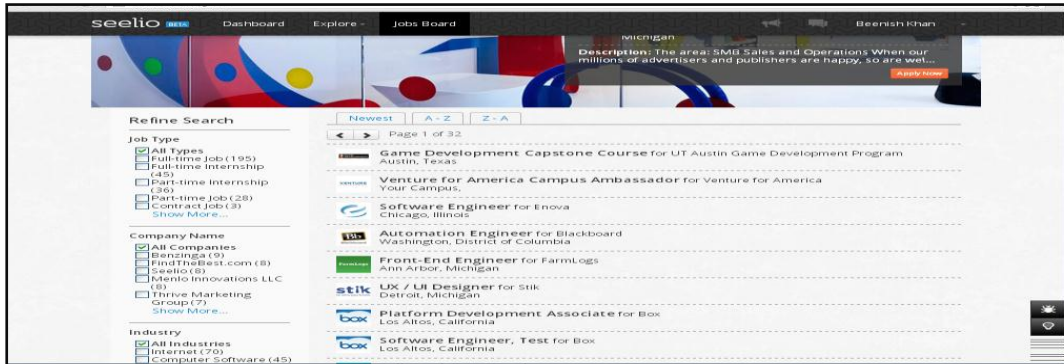 seelio BETA Dashboard Explore Jobs Board Beenish Khan
Michigan
Description: The area: SMB Sales and Operations When our
millions of advertisers and publishers are happy, so are we!...
Apply Now
Refine Search
Job Type
All Types
Full-time Job (195)
Full-time Internship
(45)
Part-time Internship
(36)
Part-time Job (28)
Contract Job (3)
Show More...
Company Name
All Companies
Benzinga (9)
FindTheBest.com (8)
Seelio (8)
Menlo Innovations LLC
(8)
Thrive Marketing
Group (7)
Show More...
Industry
All Industries
Internet (70)
Computer Software (45)
Newest A - Z Z - A
Page 1 of 32
Game Development Capstone Course for UT Austin Game Development Program
Austin, Texas
Venture for America Campus Ambassador for Venture for America
Your Campus,
Software Engineer for Enova
Chicago, Illinois
Bb
Automation Engineer for Blackboard
Washington, District of Columbia
FarmLogs
Front-End Engineer for FarmLogs
Ann Arbor, Michigan
stik
UX / UI Designer for Stik
Detroit, Michigan
box
Platform Development Associate for Box
Los Altos, California
box
Software Engineer, Test for Box
Los Altos, California